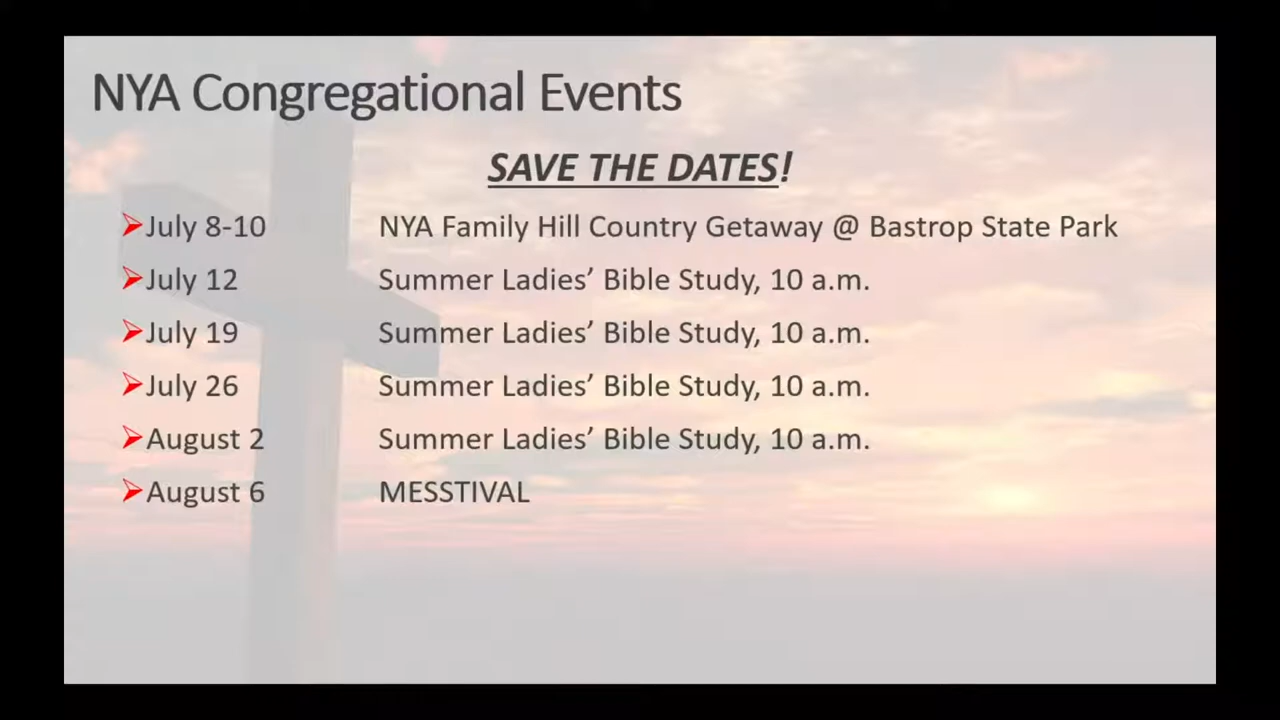 NYA Congregational Events
SAVE THE DATES!
July 8-10 NYA Family Hill Country Getaway @ Bastrop State Park
July 12 Summer Ladies’ Bible Study, 10 a.m.
July 19 Summer Ladies’ Bible Study, 10 a.m.
July 26 Summer Ladies’ Bible Study, 10 a.m.
August 2 Summer Ladies’ Bible Study, 10 a.m.
August 6 MESSTIVAL